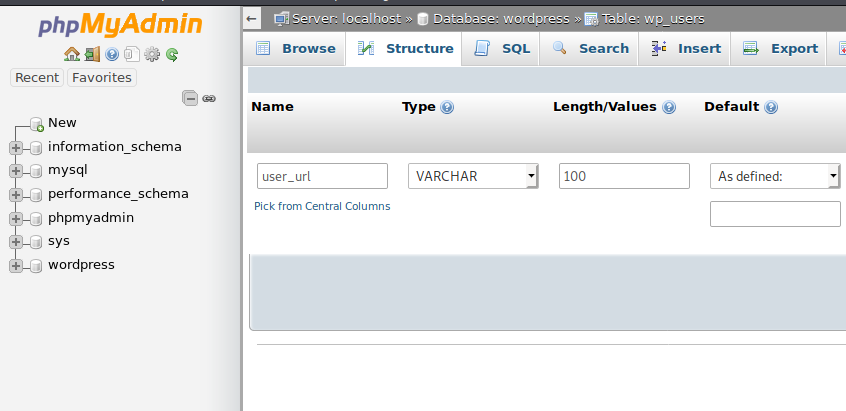 phpMyAdmin
Recent Favorites
New
information_schema
mysql
performance_schema
phpmyadmin
sys
wordpress
← Server: localhost » Database: wordpress » Table: wp_users
Browse Structure SQL Search Insert Export
Name Type Length/Values Default
user_url VARCHAR 100 As defined:
Pick from Central Columns